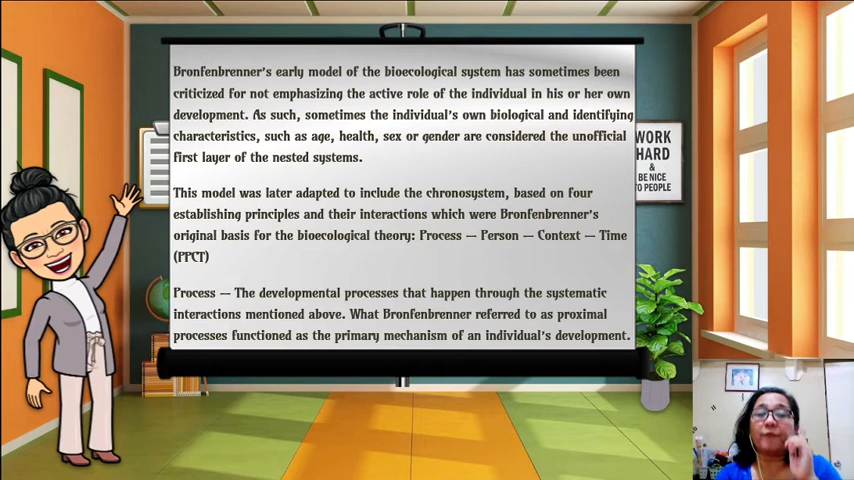 Bronfenbrenner's early model of the bioecological system has sometimes been
criticized for not emphasizing the active role of the individual in his or her own
development. As such, sometimes the individual's own biological and identifying
characteristics, such as age, health, sex or gender are considered the unofficial
first layer of the nested systems.
This model was later adapted to include the chronosystem, based on four
establishing principles and their interactions which were Bronfenbrenner's
original basis for the bioecological theory: Process — Person — Context — Time
(PPCT)
Process — The developmental processes that happen through the systematic
interactions mentioned above. What Bronfenbrenner referred to as proximal
processes functioned as the primary mechanism of an individual's development.
WORK
HARD
&
BE NICE
TO PEOPLE